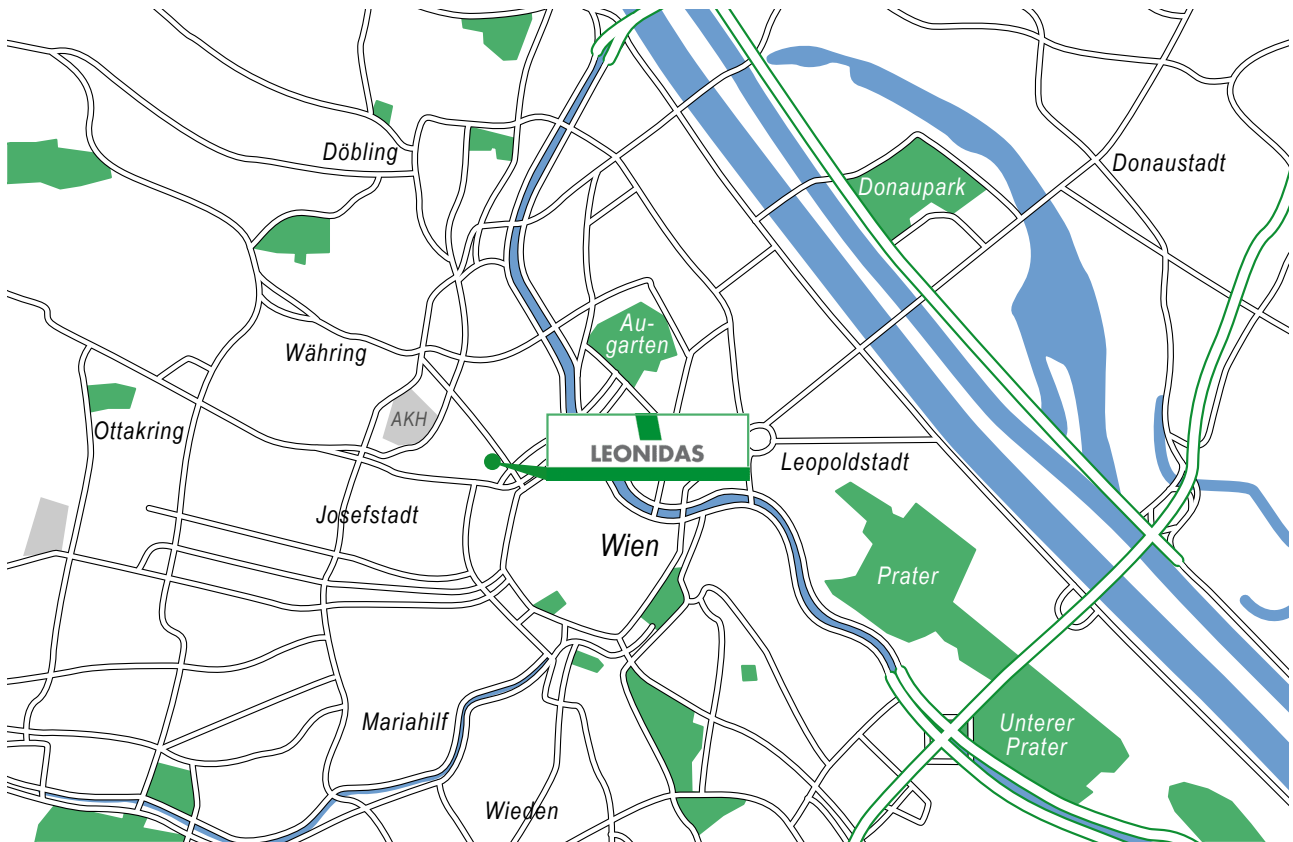 Döbling
Donaupark
Donaustadt
Au-
garten
Währing
AKH
Ottakring
LEONIDAS
Leopoldstadt
Josefstadt
Wien
Prater
Mariahilf
Unterer
Prater
Wieden